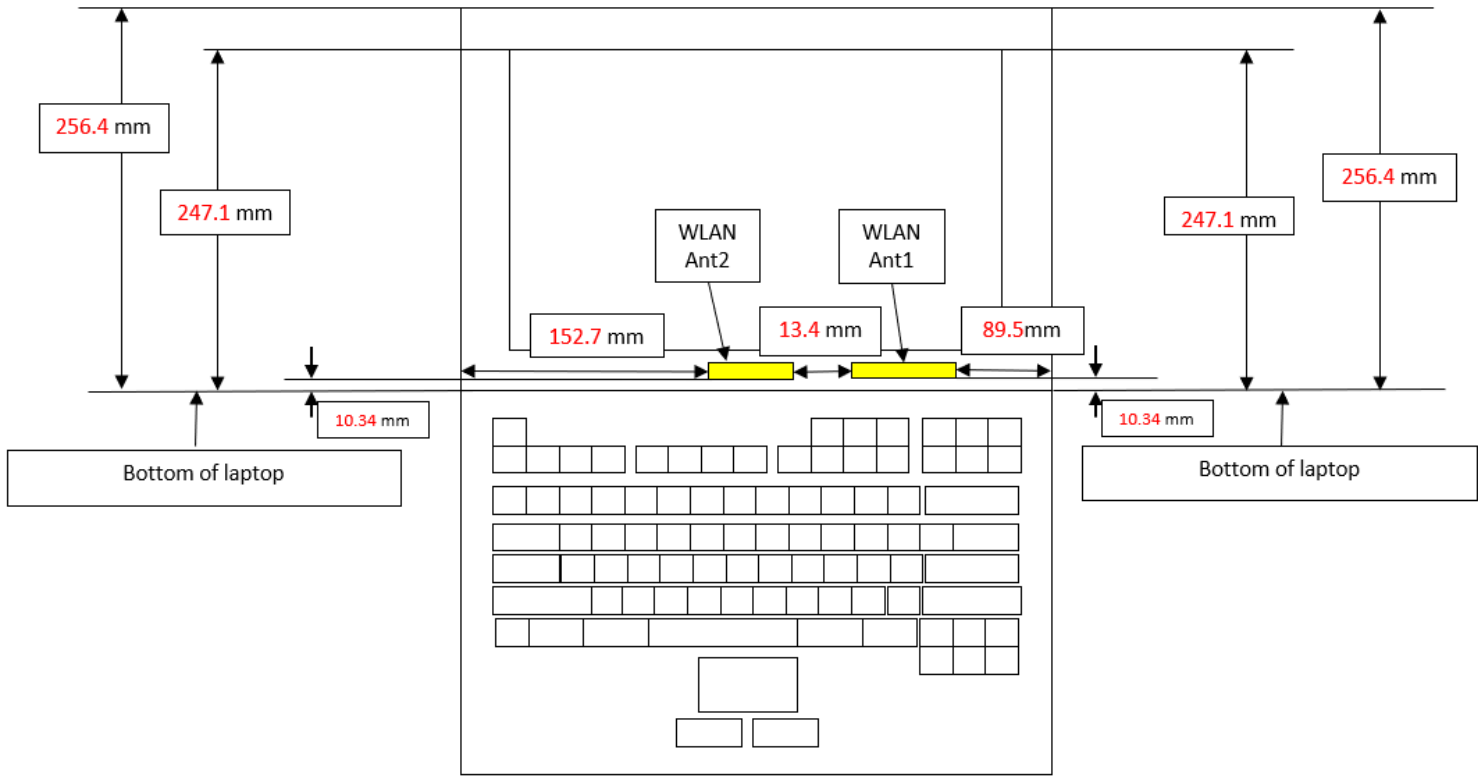 256.4 mm
247.1 mm
256.4 mm
247.1 mm
WLAN
Ant2
WLAN
Ant1
152.7 mm
13.4 mm
89.5mm
10.34 mm
10.34 mm
Bottom of laptop
Bottom of laptop